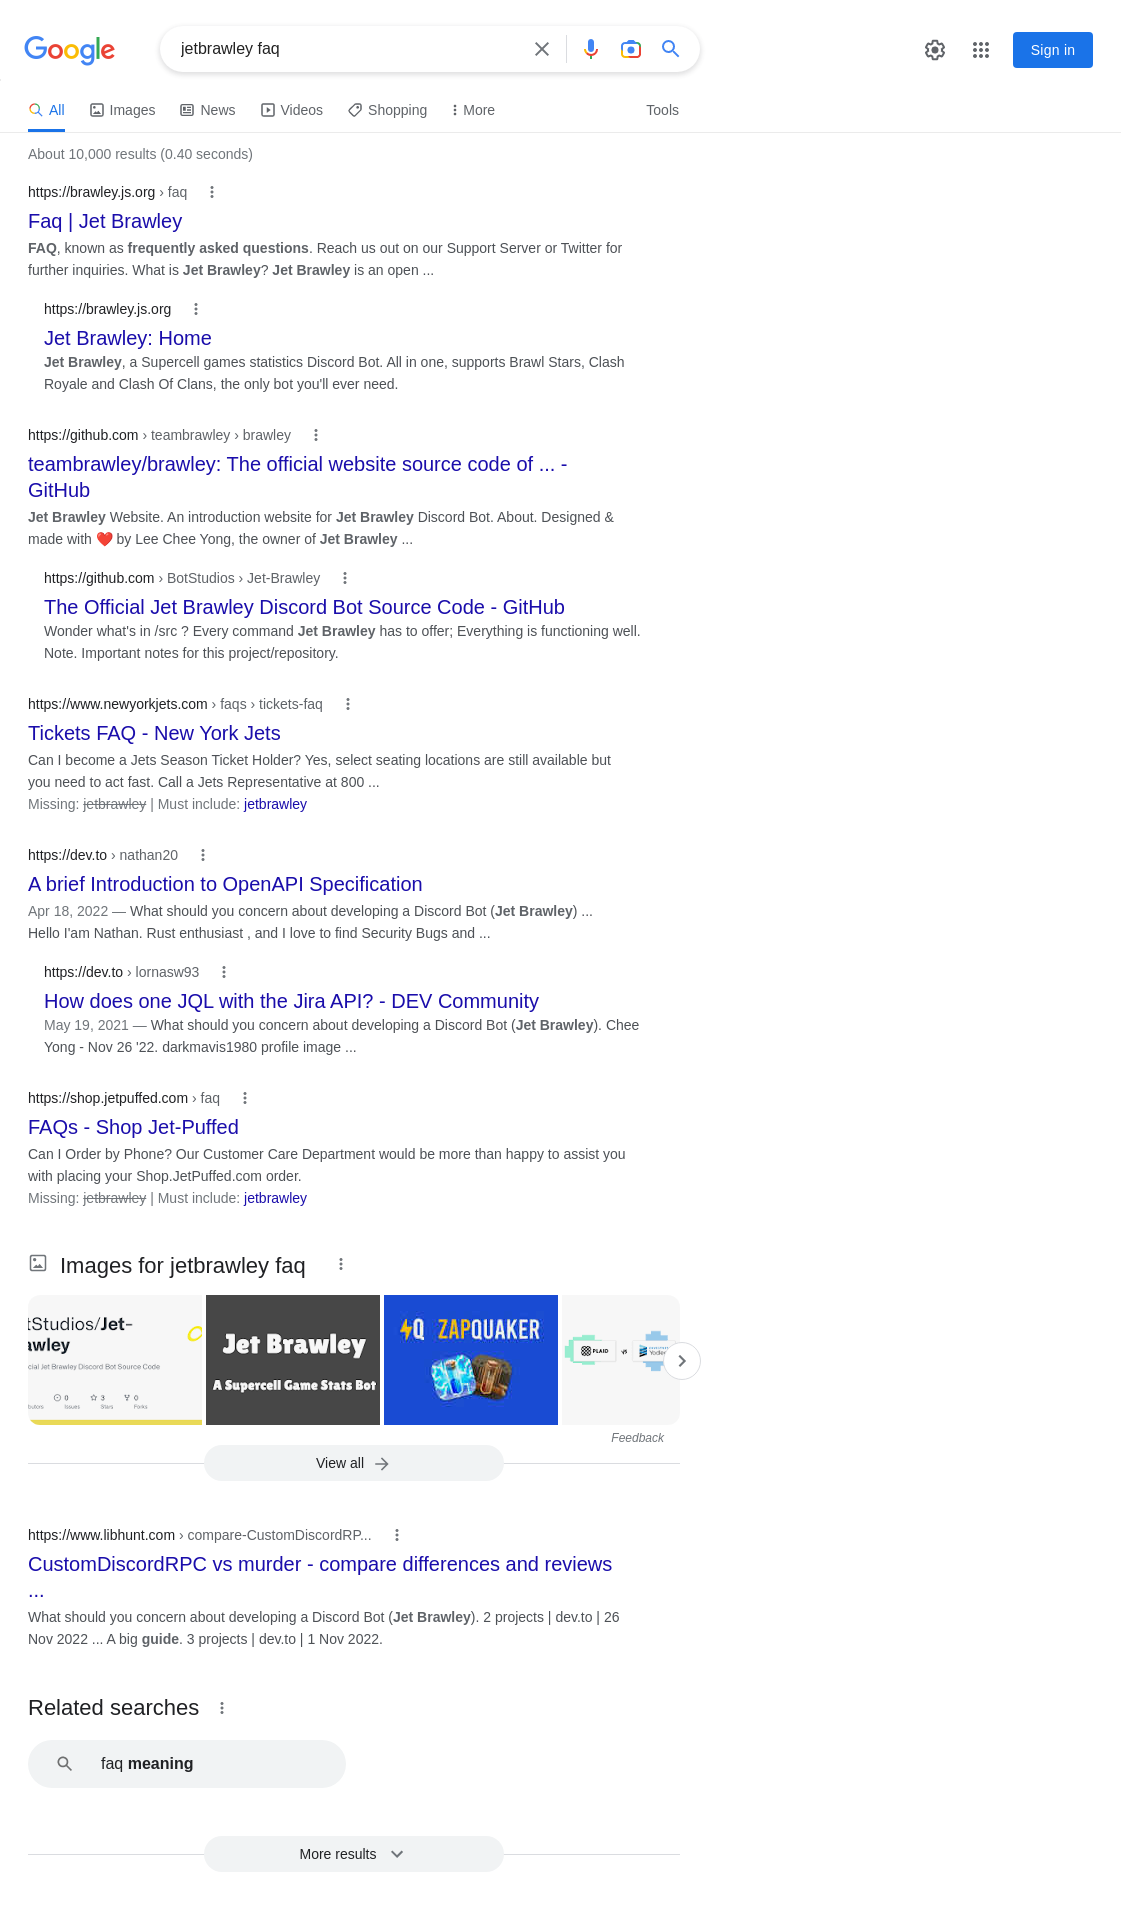 Google
jetbrawley faq
Sign in
All
Images
News
Videos
Shopping
More
Tools
About 10,000 results (0.40 seconds)
https://brawley.js.org › faq
Faq | Jet Brawley
FAQ, known as frequently asked questions. Reach us out on our Support Server or Twitter for
further inquiries. What is Jet Brawley? Jet Brawley is an open ...
https://brawley.js.org
Jet Brawley: Home
Jet Brawley, a Supercell games statistics Discord Bot. All in one, supports Brawl Stars, Clash
Royale and Clash Of Clans, the only bot you'll ever need.
https://github.com › teambrawley › brawley
teambrawley/brawley: The official website source code of ... -
GitHub
Jet Brawley Website. An introduction website for Jet Brawley Discord Bot. About. Designed &
made with ❤️ by Lee Chee Yong, the owner of Jet Brawley ...
https://github.com › BotStudios › Jet-Brawley
The Official Jet Brawley Discord Bot Source Code - GitHub
Wonder what's in /src ? Every command Jet Brawley has to offer; Everything is functioning well.
Note. Important notes for this project/repository.
https://www.newyorkjets.com › faqs › tickets-faq
Tickets FAQ - New York Jets
Can I become a Jets Season Ticket Holder? Yes, select seating locations are still available but
you need to act fast. Call a Jets Representative at 800 ...
Missing: jetbrawley | Must include: jetbrawley
https://dev.to › nathan20
A brief Introduction to OpenAPI Specification
Apr 18, 2022 — What should you concern about developing a Discord Bot (Jet Brawley) ...
Hello I'am Nathan. Rust enthusiast , and I love to find Security Bugs and ...
https://dev.to › lornasw93
How does one JQL with the Jira API? - DEV Community
May 19, 2021 — What should you concern about developing a Discord Bot (Jet Brawley). Chee
Yong - Nov 26 '22. darkmavis1980 profile image ...
https://shop.jetpuffed.com › faq
FAQs - Shop Jet-Puffed
Can I Order by Phone? Our Customer Care Department would be more than happy to assist you
with placing your Shop.JetPuffed.com order.
Missing: jetbrawley | Must include: jetbrawley
Images for jetbrawley faq
tStudios/Jet-
awley
cial Jet Brawley Discord Bot Source Code
0 3 0
butors Issues Stars Forks
Jet Brawley
A Supercell Game Stats Bot
Q ZAPQUAKER
PLAID vs Yodlee
Feedback
View all
https://www.libhunt.com › compare-CustomDiscordRP...
CustomDiscordRPC vs murder - compare differences and reviews
...
What should you concern about developing a Discord Bot (Jet Brawley). 2 projects | dev.to | 26
Nov 2022 ... A big guide. 3 projects | dev.to | 1 Nov 2022.
Related searches
faq meaning
More results